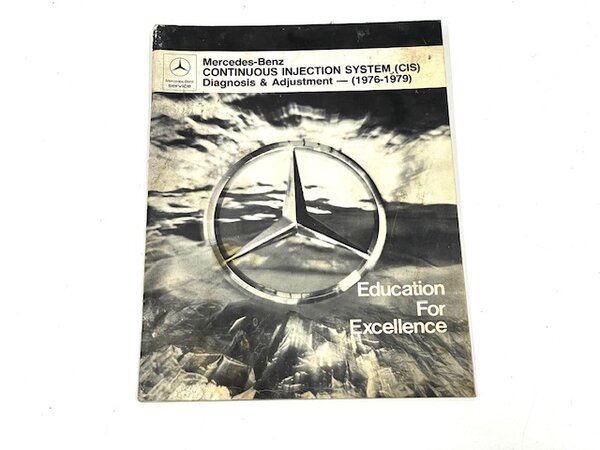 Mercedes-Benz
CONTINUOUS INJECTION SYSTEM (CIS)
Diagnosis & Adjustment — (1976-1979)
Mercedes-Benz
service
Education
For
Excellence